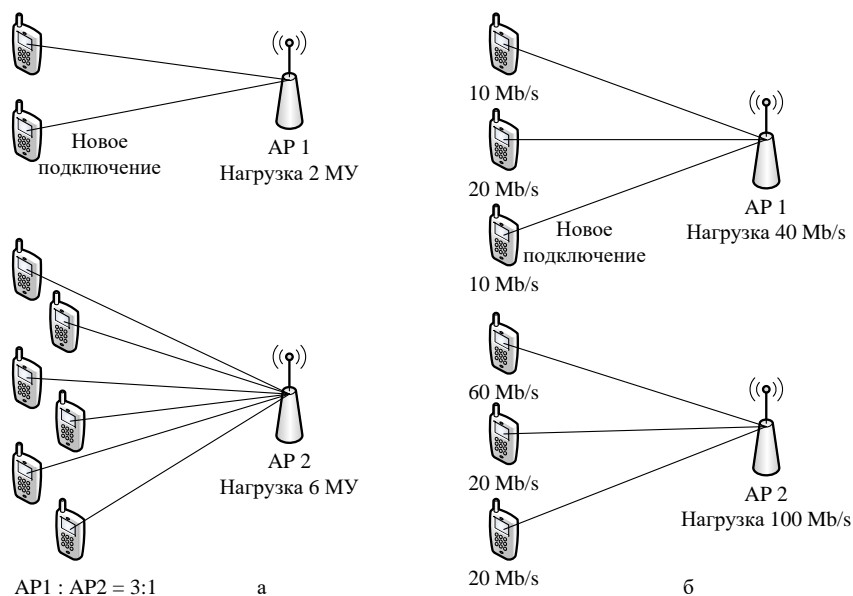 Новое
подключение
AP 1
Нагрузка 2 МУ
AP 2
Нагрузка 6 МУ
AP1 : AP2 = 3:1
а
10 Mb/s
20 Mb/s
Новое
подключение
10 Mb/s
AP 1
Нагрузка 40 Mb/s
60 Mb/s
20 Mb/s
20 Mb/s
AP 2
Нагрузка 100 Mb/s
б